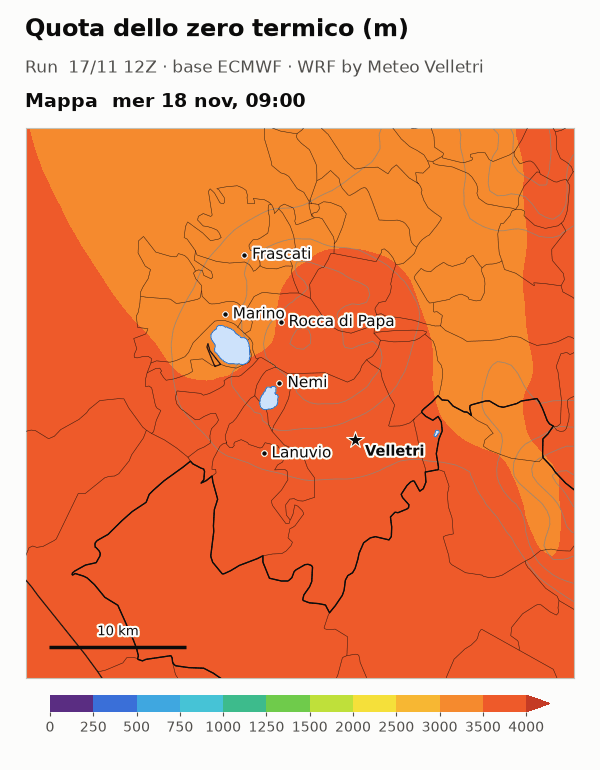 Quota dello zero termico (m)
Run 17/11 12Z · base ECMWF · WRF by Meteo Velletri
Mappa mer 18 nov, 09:00
Frascati
Marino
Rocca di Papa
Nemi
Velletri
Lanuvio
10 km
0 250 500 750 1000 1250 1500 2000 2500 3000 3500 4000